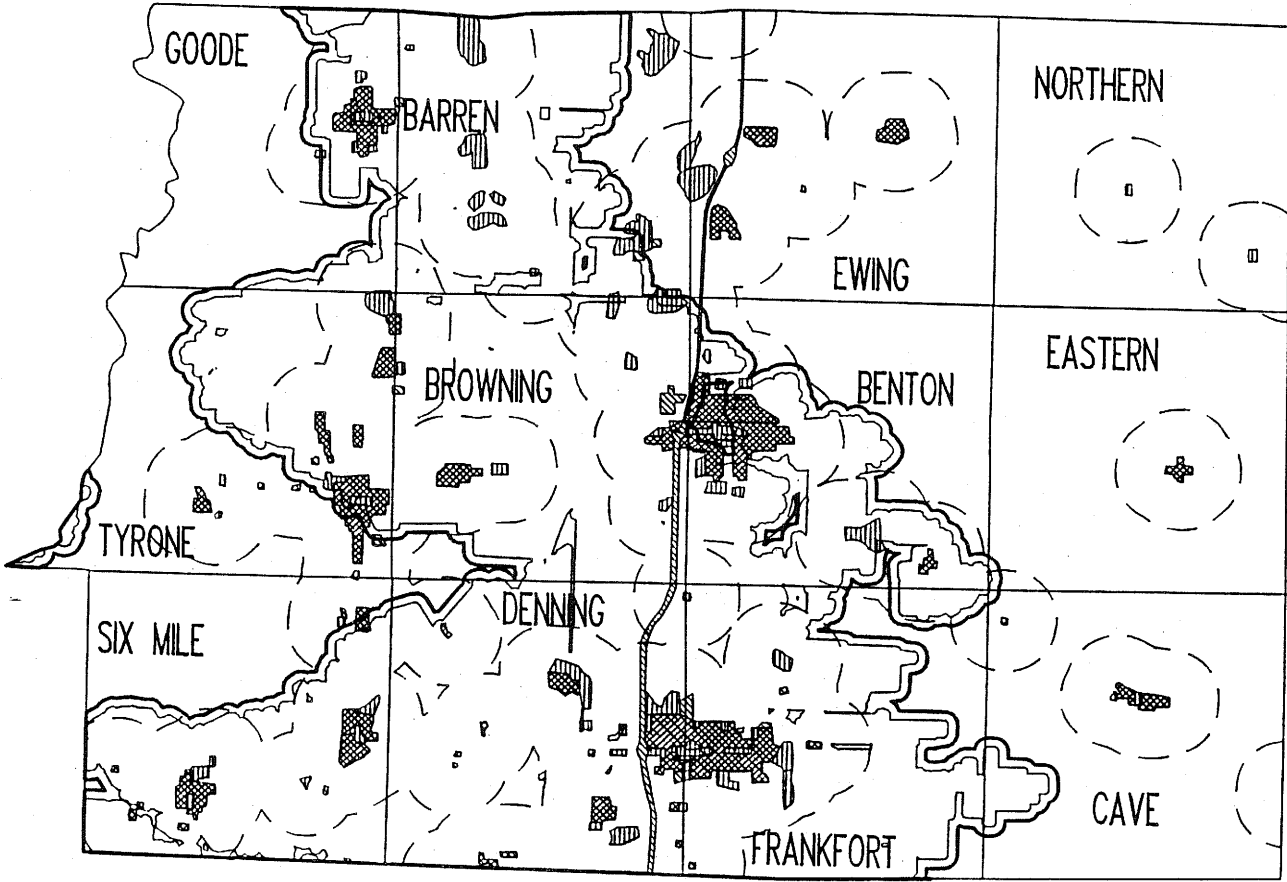 GOODE
NORTHERN
BARREN
EWING
EASTERN
BROWNING
BENTON
TYRONE
DENNING
SIX MILE
CAVE
FRANKFORT